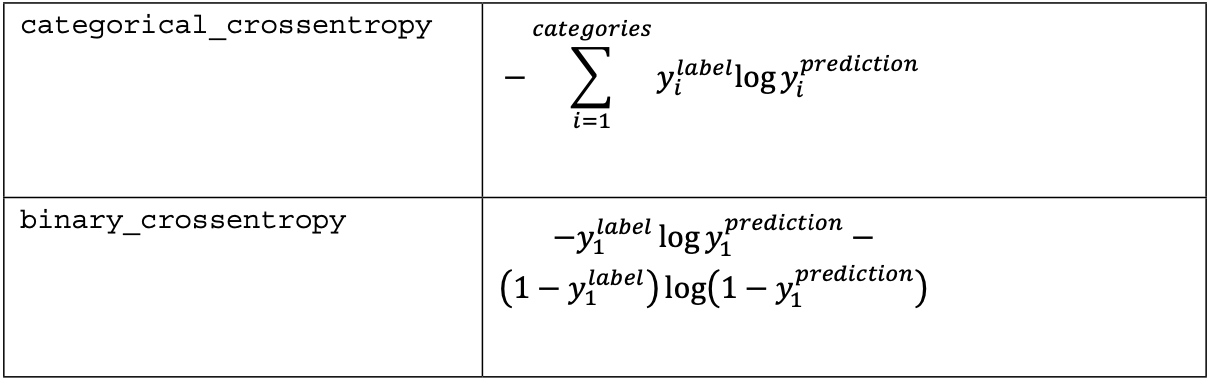 categorical_crossentropy
categories
− ∑ y_i^label log y_i^prediction
i=1
binary_crossentropy
−y_1^label log y_1^prediction −
(1 − y_1^label) log(1 − y_1^prediction)